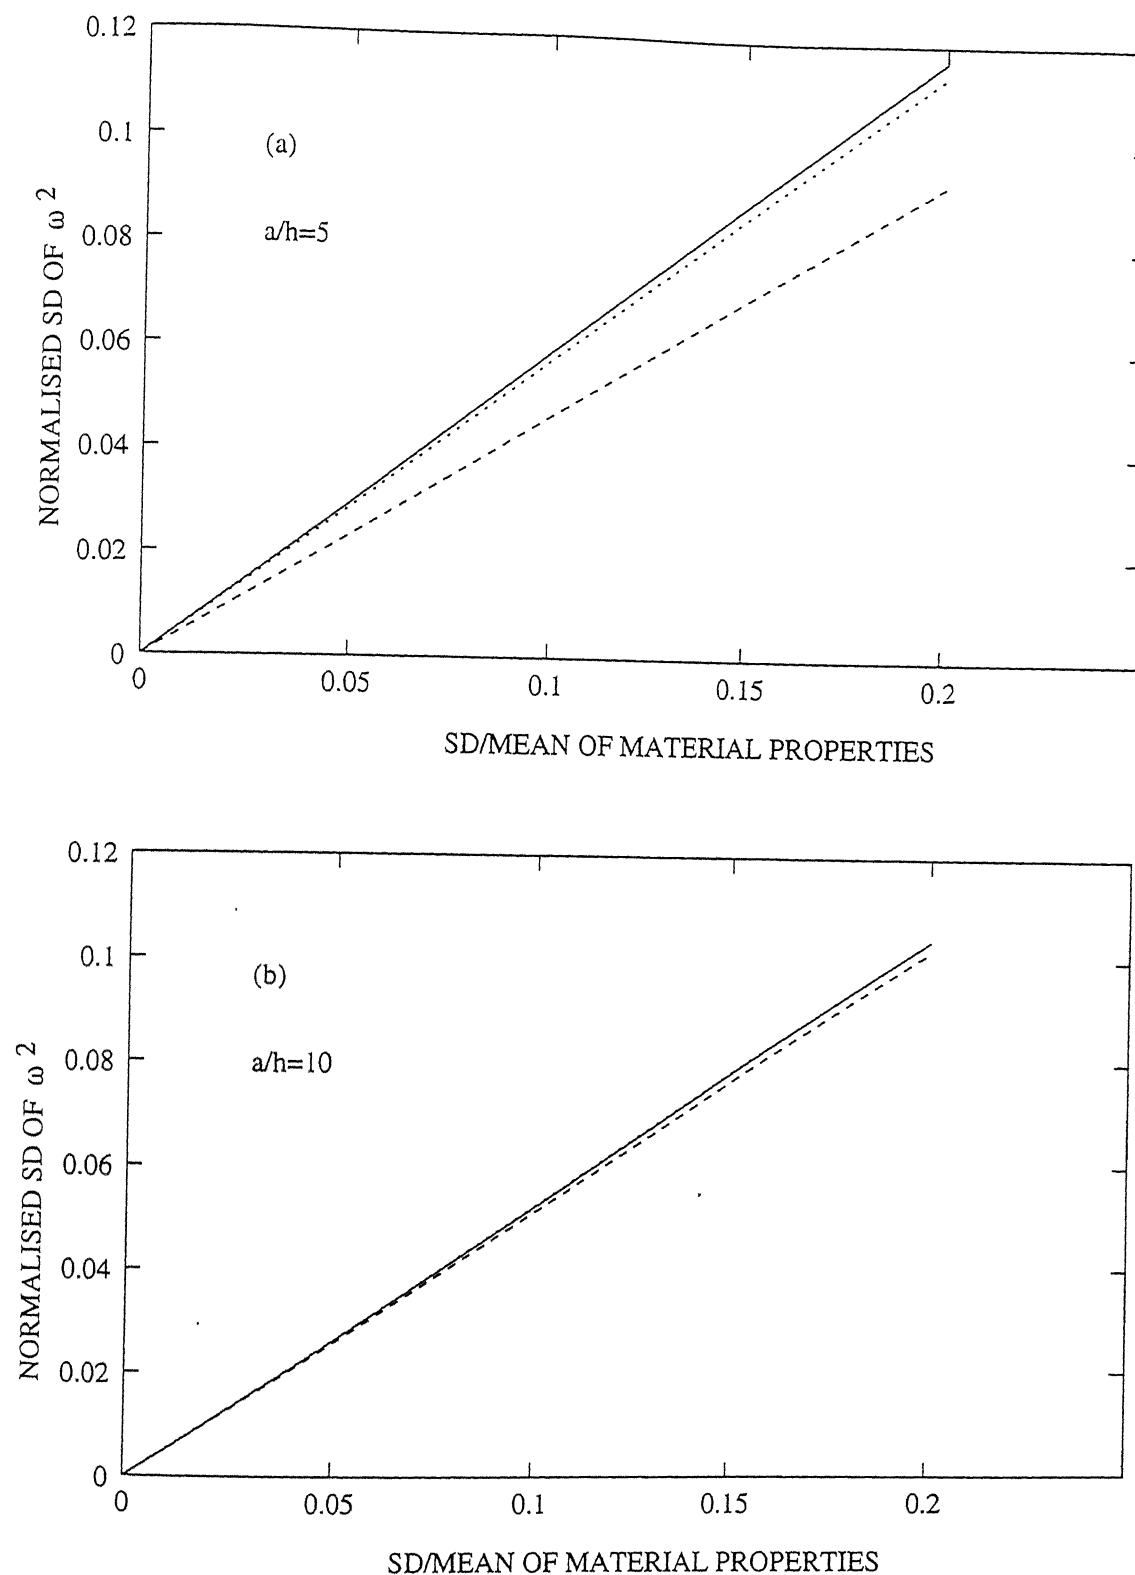 0.12
0.1
0.08
0.06
0.04
0.02
0
(a)
a/h=5
NORMALISED SD OF ω 2
0 0.05 0.1 0.15 0.2
SD/MEAN OF MATERIAL PROPERTIES
0.12
0.1
0.08
0.06
0.04
0.02
0
(b)
a/h=10
NORMALISED SD OF ω 2
0 0.05 0.1 0.15 0.2
SD/MEAN OF MATERIAL PROPERTIES